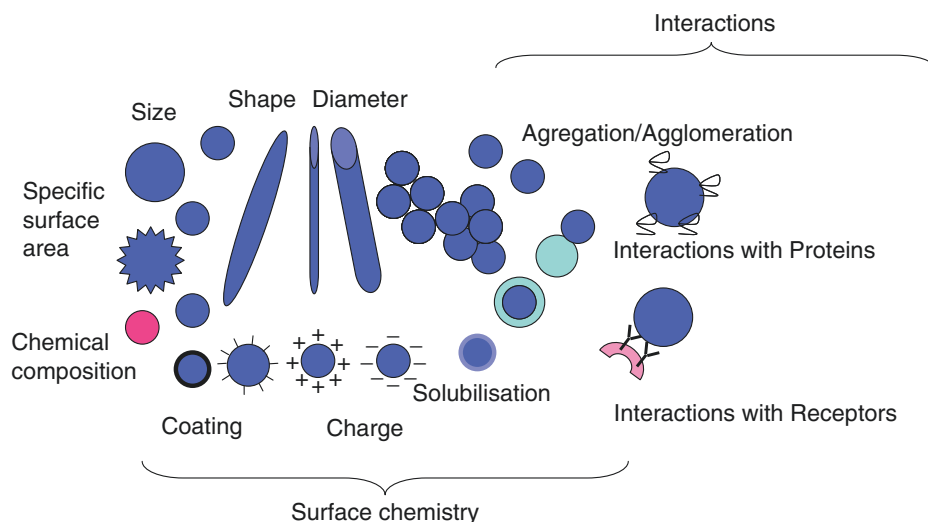 Interactions
Shape Diameter
Size
Agregation/Agglomeration
Specific
surface
area
Interactions with Proteins
Chemical
composition
Solubilisation
Interactions with Receptors
Coating
Charge
Surface chemistry